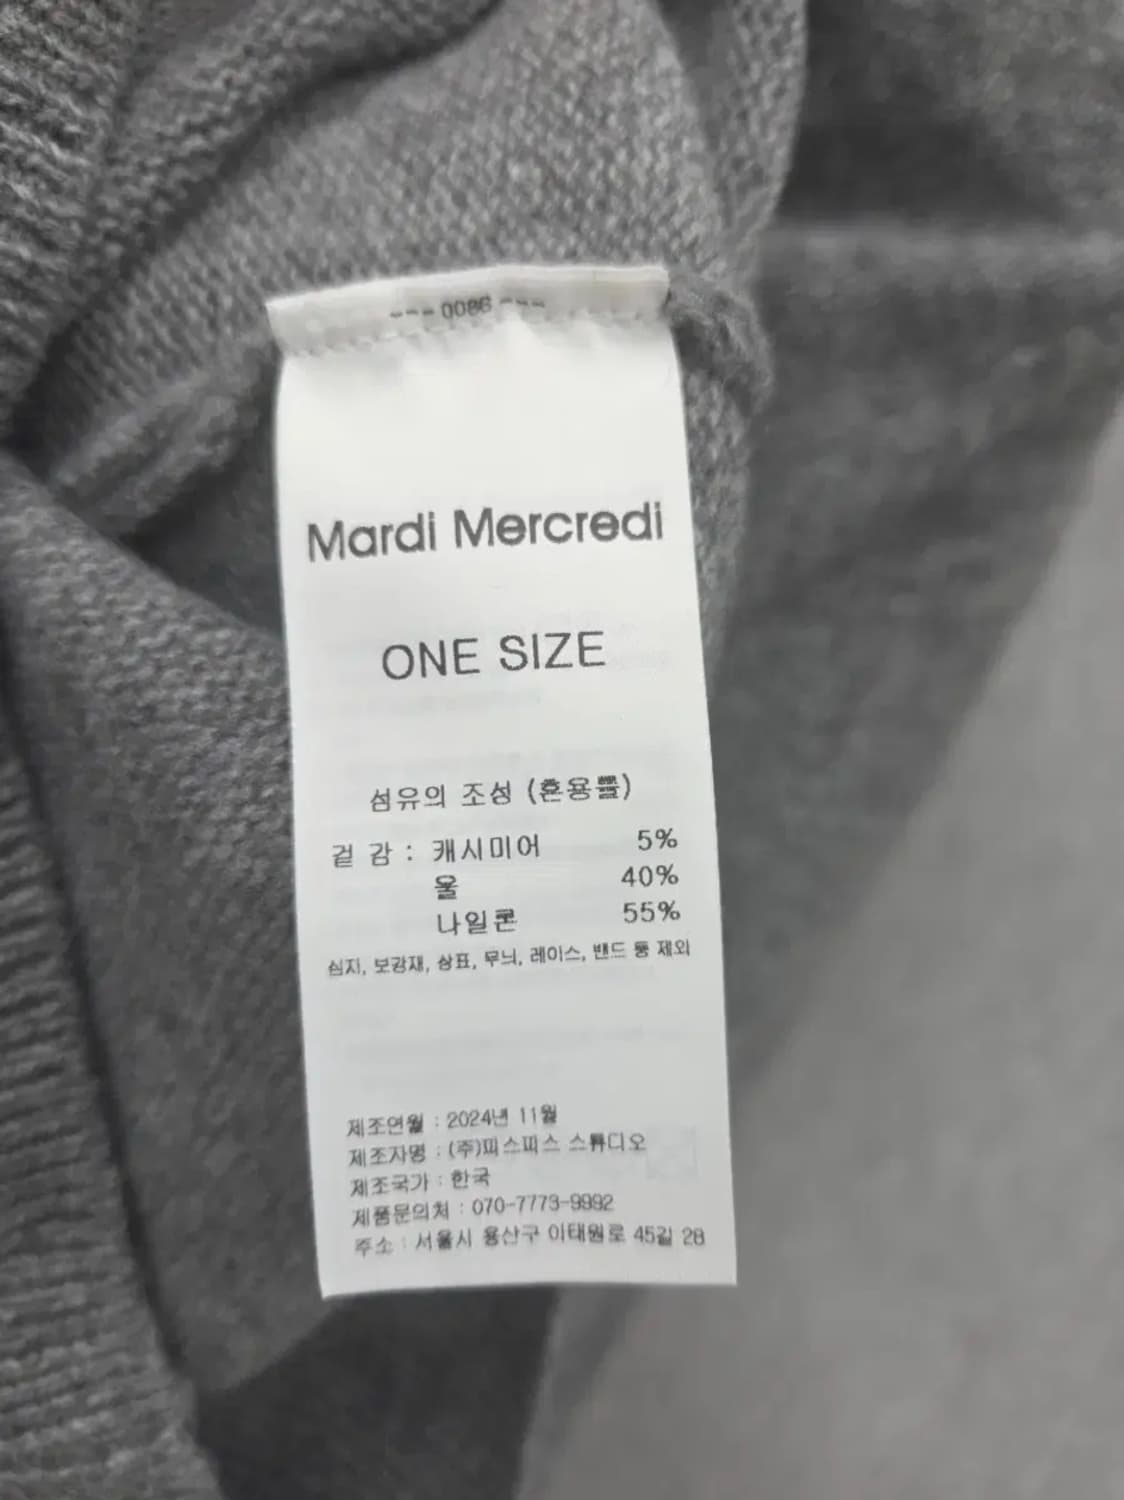 --- 0086 ---
Mardi Mercredi
ONE SIZE
섬유의 조성 (혼용률)
겉 감 : 캐시미어 5%
울 40%
나일론 55%
심지, 보강재, 상표, 무늬, 레이스, 밴드 등 제외
제조연월 : 2024년 11월
제조자명 : (주)피스피스 스튜디오
제조국가 : 한국
제품문의처 : 070-7773-9992
주소 : 서울시 용산구 이태원로 45길 28